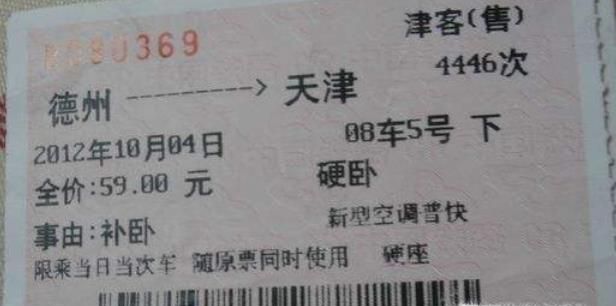 津客(售)
德州 ----------> 天津
4446次
2012年10月04日
08车5号 下
全价:59.00 元
硬卧
新型空调普快
事由:补卧
限乘当日当次车 随原票同时使用 硬座